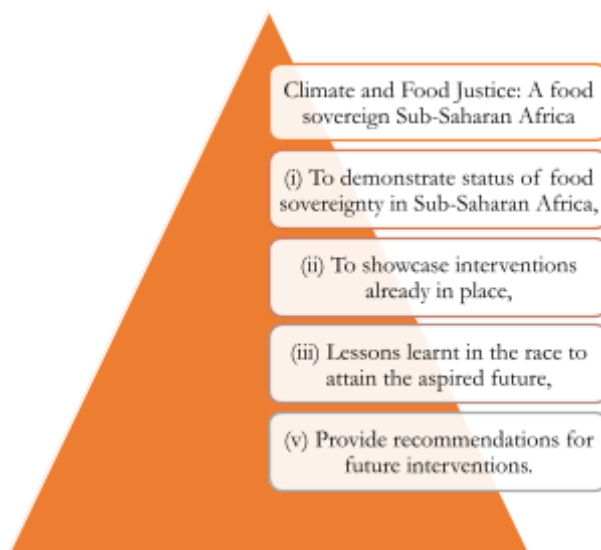 Climate and Food Justice: A food
sovereign Sub-Saharan Africa
(i) To demonstrate status of food
sovereignty in Sub-Saharan Africa,
(ii) To showcase interventions
already in place,
(iii) Lessons learnt in the race to
attain the aspired future,
(v) Provide recommendations for
future interventions.